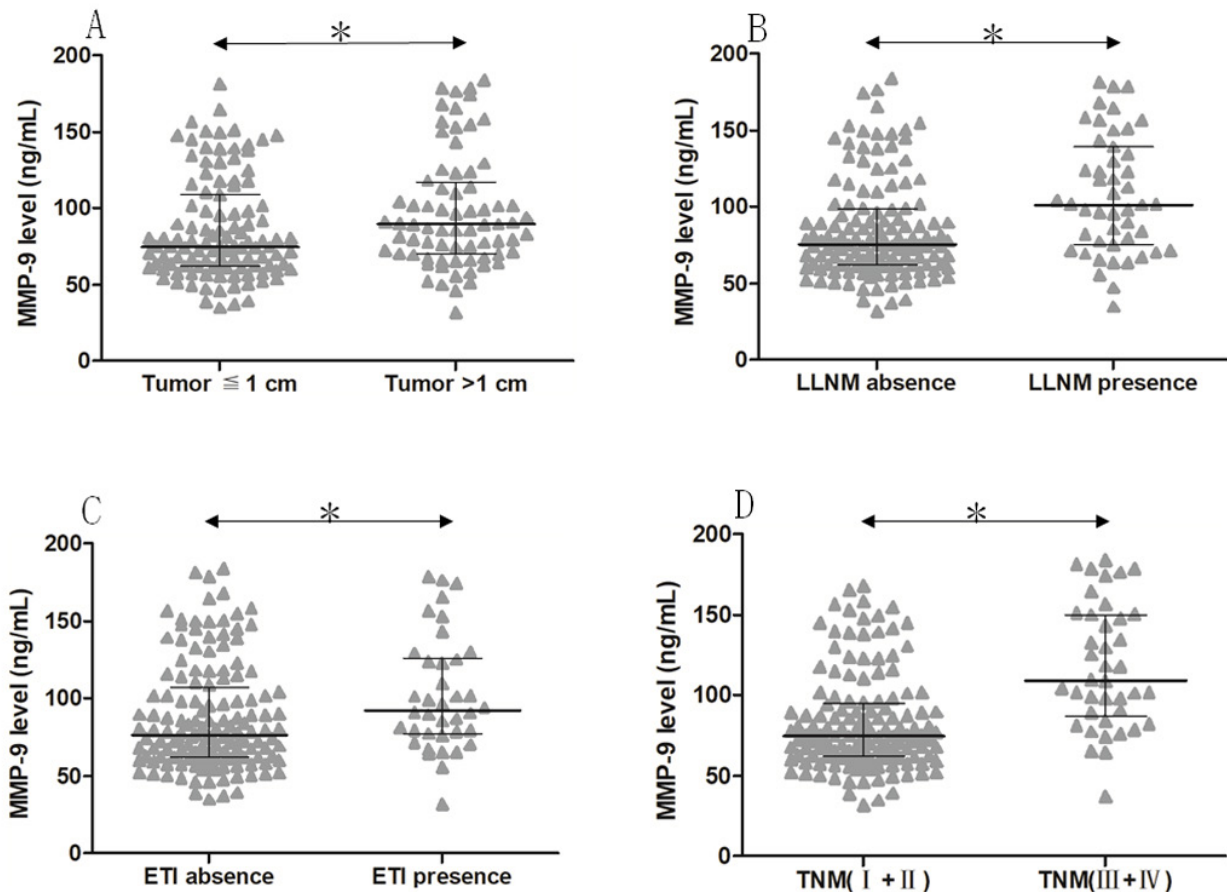 A
*
MMP-9 level (ng/mL)
200
150
100
50
0
Tumor ≦ 1 cm
Tumor >1 cm
B
*
MMP-9 level (ng/mL)
200
150
100
50
0
LLNM absence
LLNM presence
C
*
MMP-9 level (ng/mL)
200
150
100
50
0
ETI absence
ETI presence
D
*
MMP-9 level (ng/mL)
200
150
100
50
0
TNM(Ⅰ+Ⅱ)
TNM(Ⅲ+Ⅳ)